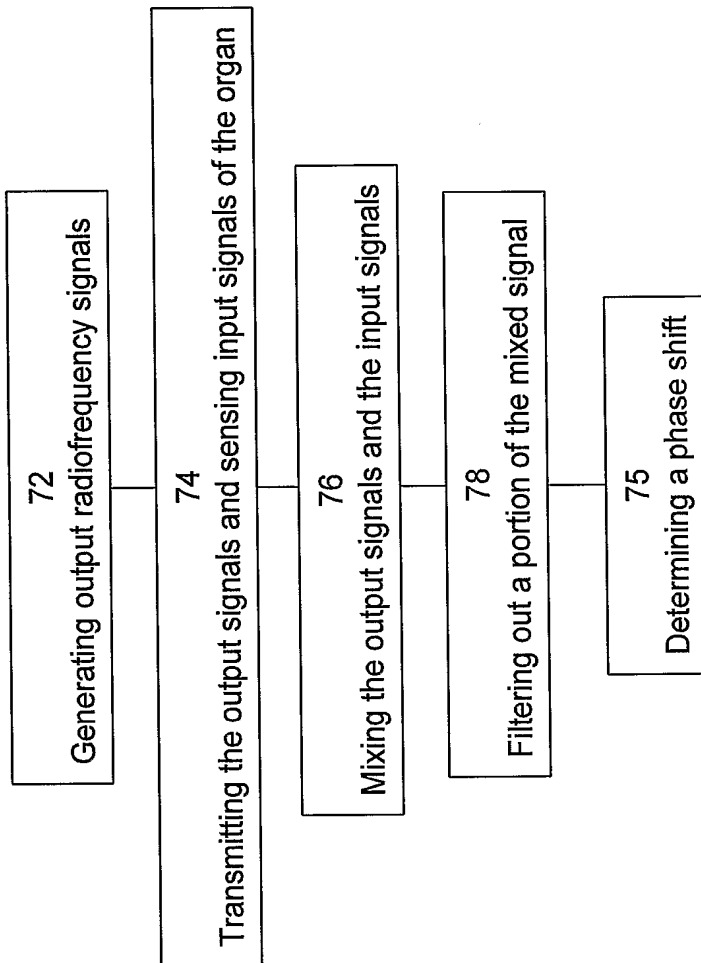 72
Generating output radiofrequency signals
74
Transmitting the output signals and sensing input signals of the organ
76
Mixing the output signals and the input signals
78
Filtering out a portion of the mixed signal
75
Determining a phase shift